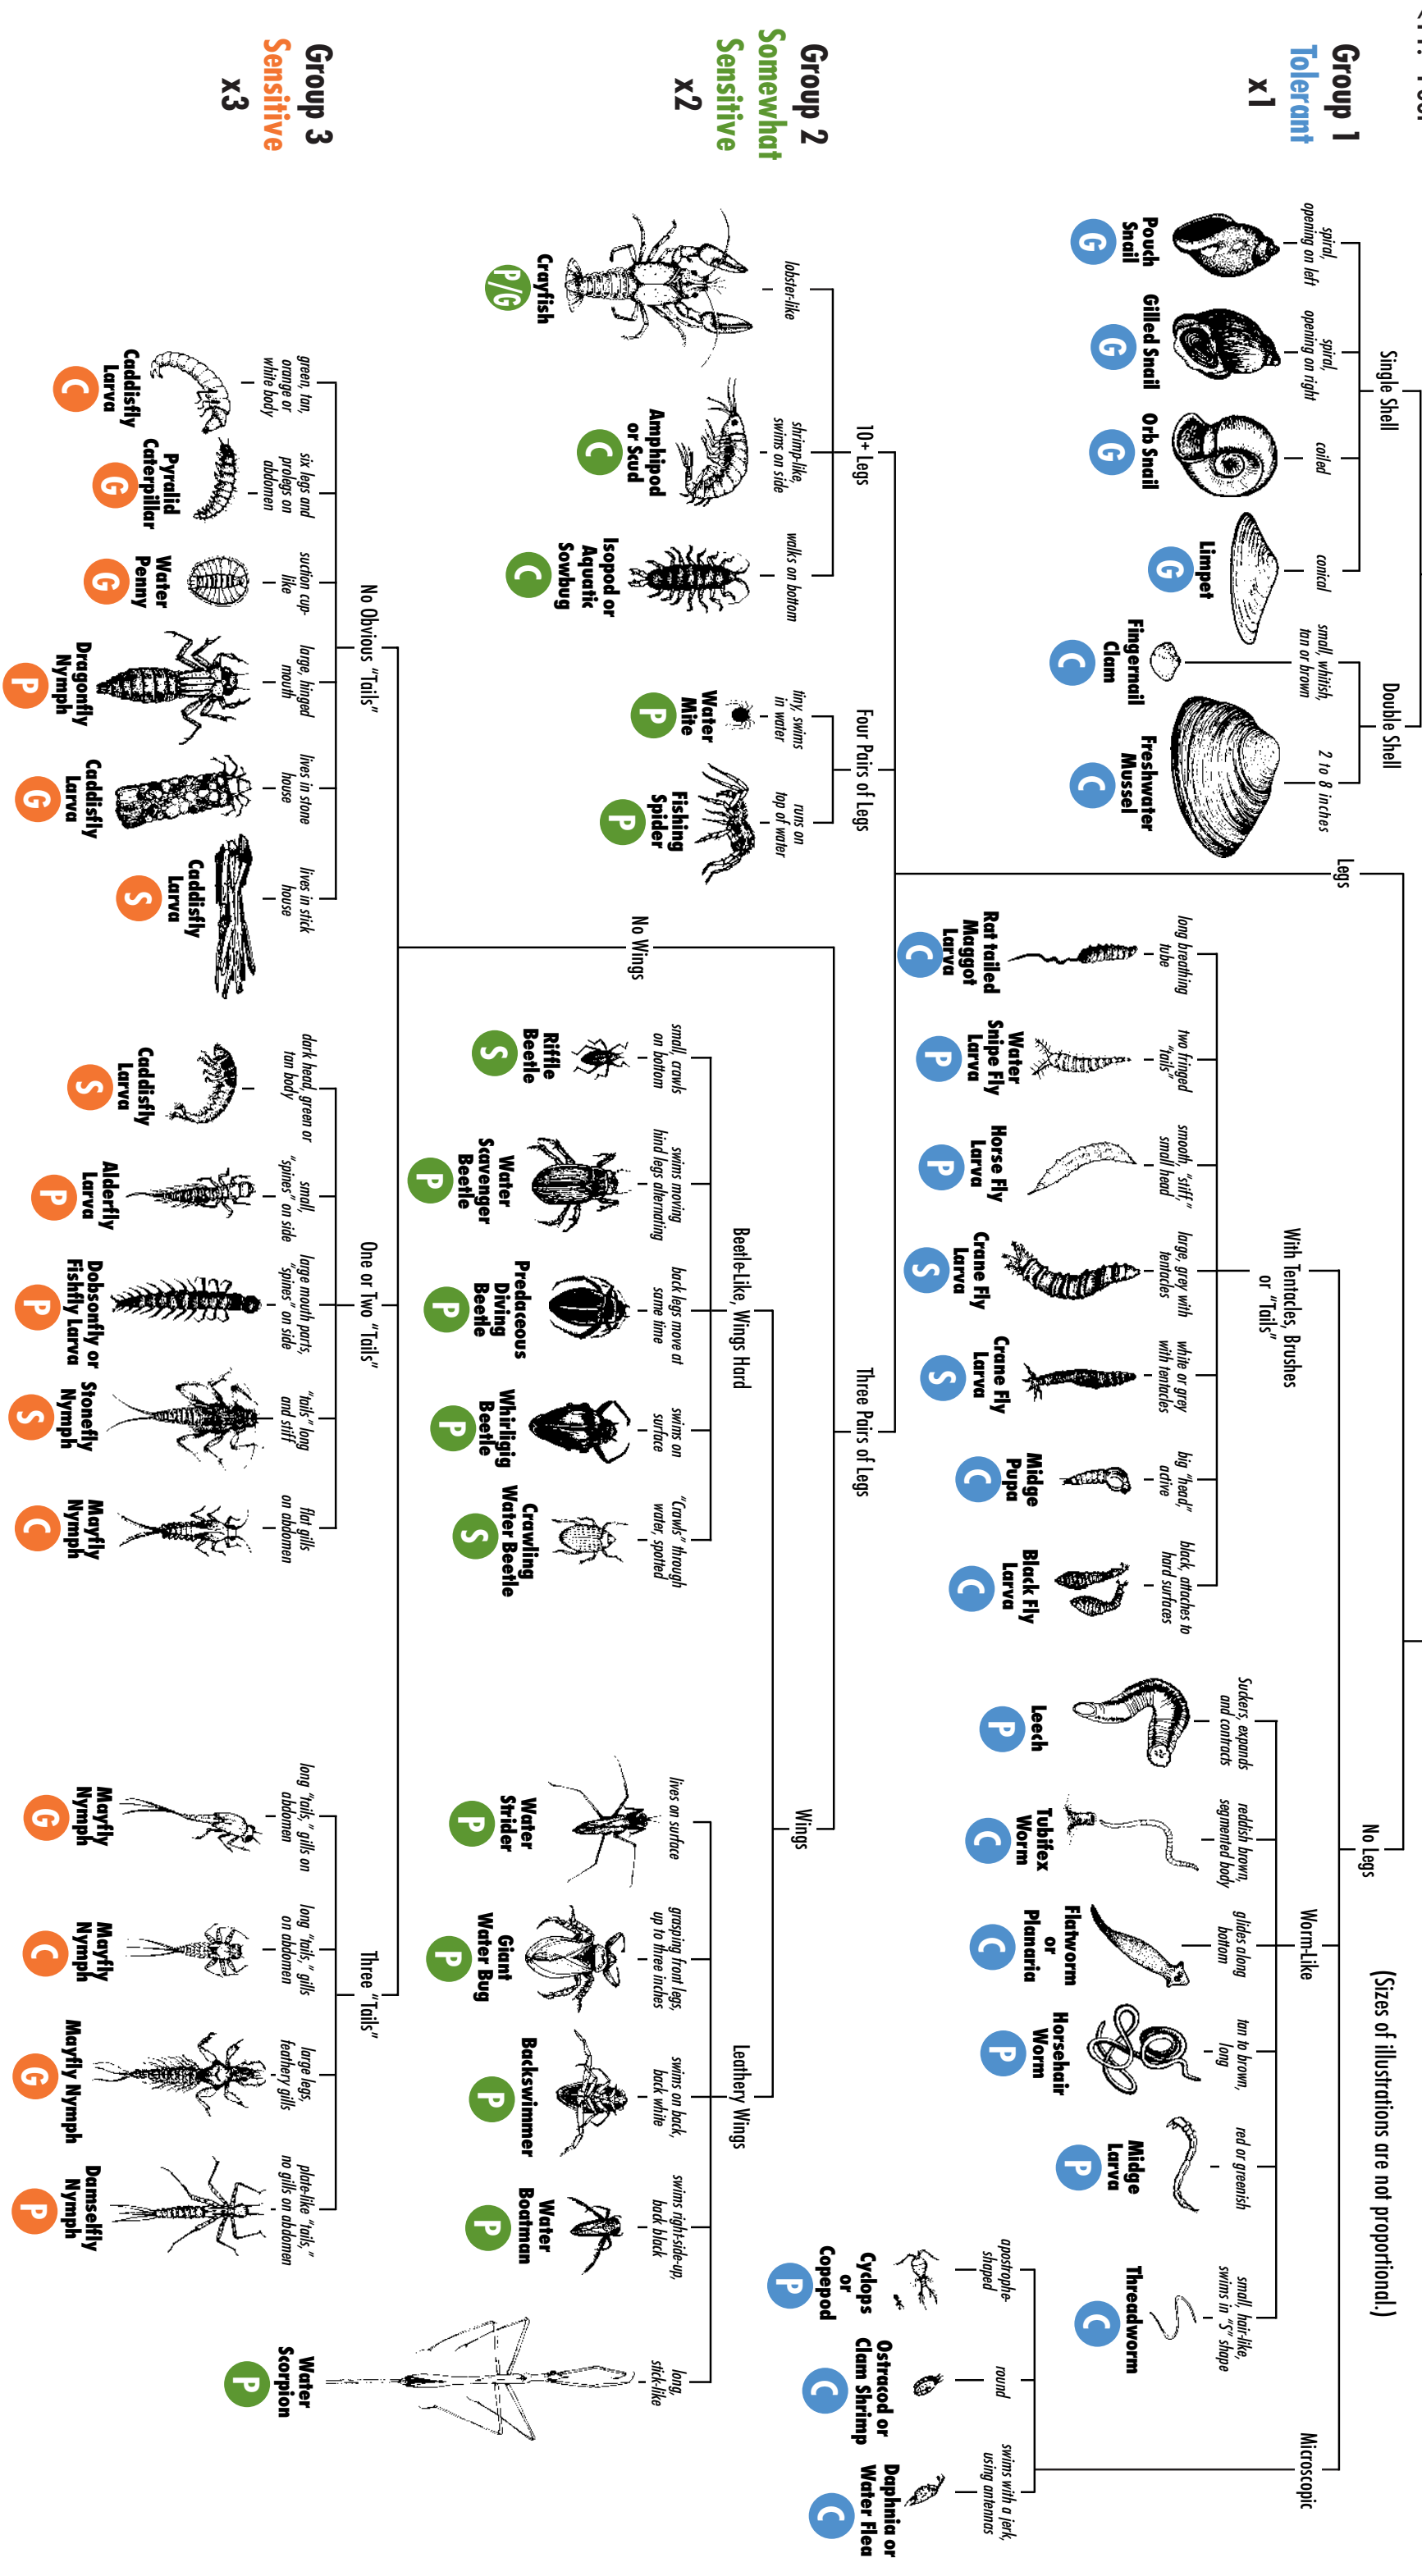 (Sizes of illustrations are not proportional.)
Group 1
Tolerant
x1
Single Shell
spiral,
opening on left
Pouch
Snail
G
spiral,
opening on right
Gilled Snail
G
coiled
Orb Snail
G
conical
Limpet
G
Double Shell
small, whitish,
tan or brown
Fingernail
Clam
C
2 to 8 inches
Freshwater
Mussel
C
Legs
No Legs
With Tentacles, Brushes
or "Tails"
long breathing
tube
Rat tailed
Maggot
Larva
C
two fringed
"tails"
Water
Snipe Fly
Larva
P
smooth, "stiff,"
small head
Horse Fly
Larva
P
large, grey with
tentacles
Crane Fly
Larva
S
white or grey
with tentacles
Crane Fly
Larva
S
big "head,"
active
Midge
Pupa
C
black, attaches to
hard surfaces
Black Fly
Larva
C
Worm-Like
Suckers, expands
and contracts
Leech
P
reddish brown,
segmented body
Tubifex
Worm
C
glides along
bottom
Flatworm
or
Planaria
C
tan to brown,
long
Horsehair
Worm
P
red or greenish
Midge
Larva
P
small, hair-like,
swims in "S" shape
Threadworm
C
Microscopic
apostrophe-
shaped
Cyclops
or
Copepod
P
round
Ostracod or
Clam Shrimp
C
swims with a jerk,
using antennas
Daphnia or
Water Flea
C
Group 2
Somewhat
Sensitive
x2
10+ Legs
lobster-like
Crayfish
P/G
shrimp-like,
swims on side
Amphipod
or Scud
C
walks on bottom
Isopod or
Aquatic
Sowbug
C
Four Pairs of Legs
tiny, swims
in water
Water
Mite
P
runs on
top of water
Fishing
Spider
P
Three Pairs of Legs
No Wings
Wings
Beetle-Like, Wings Hard
small, crawls
on bottom
Riffle
Beetle
S
swims moving
hind legs alternating
Water
Scavenger
Beetle
P
back legs move at
same time
Predaceous
Diving
Beetle
P
swims on
surface
Whirligig
Beetle
P
"Crawls" through
water, spotted
Crawling
Water Beetle
S
Leathery Wings
lives on surface
Water
Strider
P
grasping front legs,
up to three inches
Giant
Water Bug
P
swims on back,
back white
Backswimmer
P
swims right-side-up,
back black
Water
Boatman
P
long,
stick-like
Water
Scorpion
P
Group 3
Sensitive
x3
No Obvious "Tails"
green, tan,
orange or
white body
Caddisfly
Larva
C
six legs and
prolegs on
abdomen
Pyralid
Caterpillar
G
suction cup-
like
Water
Penny
G
large, hinged
mouth
Dragonfly
Nymph
P
lives in stone
house
Caddisfly
Larva
G
lives in stick
house
Caddisfly
Larva
S
One or Two "Tails"
dark head, green or
tan body
Caddisfly
Larva
S
small,
"spines" on side
Alderfly
Larva
P
large mouth parts,
"spines" on side
Dobsonfly or
Fishfly Larva
P
"tails" long
and stiff
Stonefly
Nymph
S
flat gills
on abdomen
Mayfly
Nymph
C
Three "Tails"
long "tails," gills on
abdomen
Mayfly
Nymph
G
long "tails," gills
on abdomen
Mayfly
Nymph
C
large legs,
feathery gills
Mayfly Nymph
G
plate-like "tails,"
no gills on abdomen
Damselfly
Nymph
P